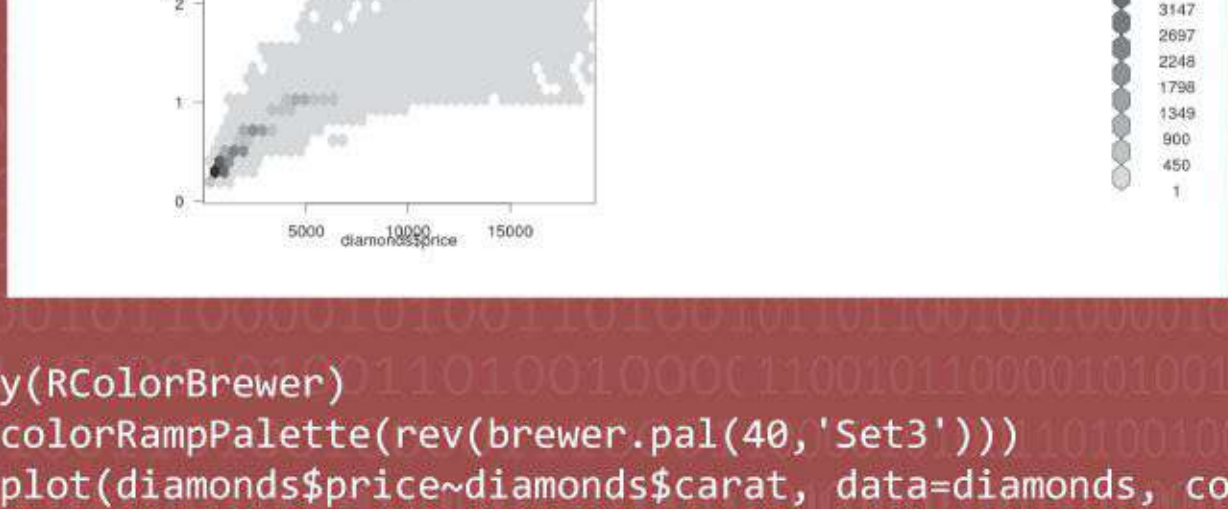 2
3147
2697
2248
1798
1349
900
450
1
1
0
5000 10000 15000
diamonds$price
y(RColorBrewer)
colorRampPalette(rev(brewer.pal(40,'Set3')))
plot(diamonds$price~diamonds$carat, data=diamonds, co